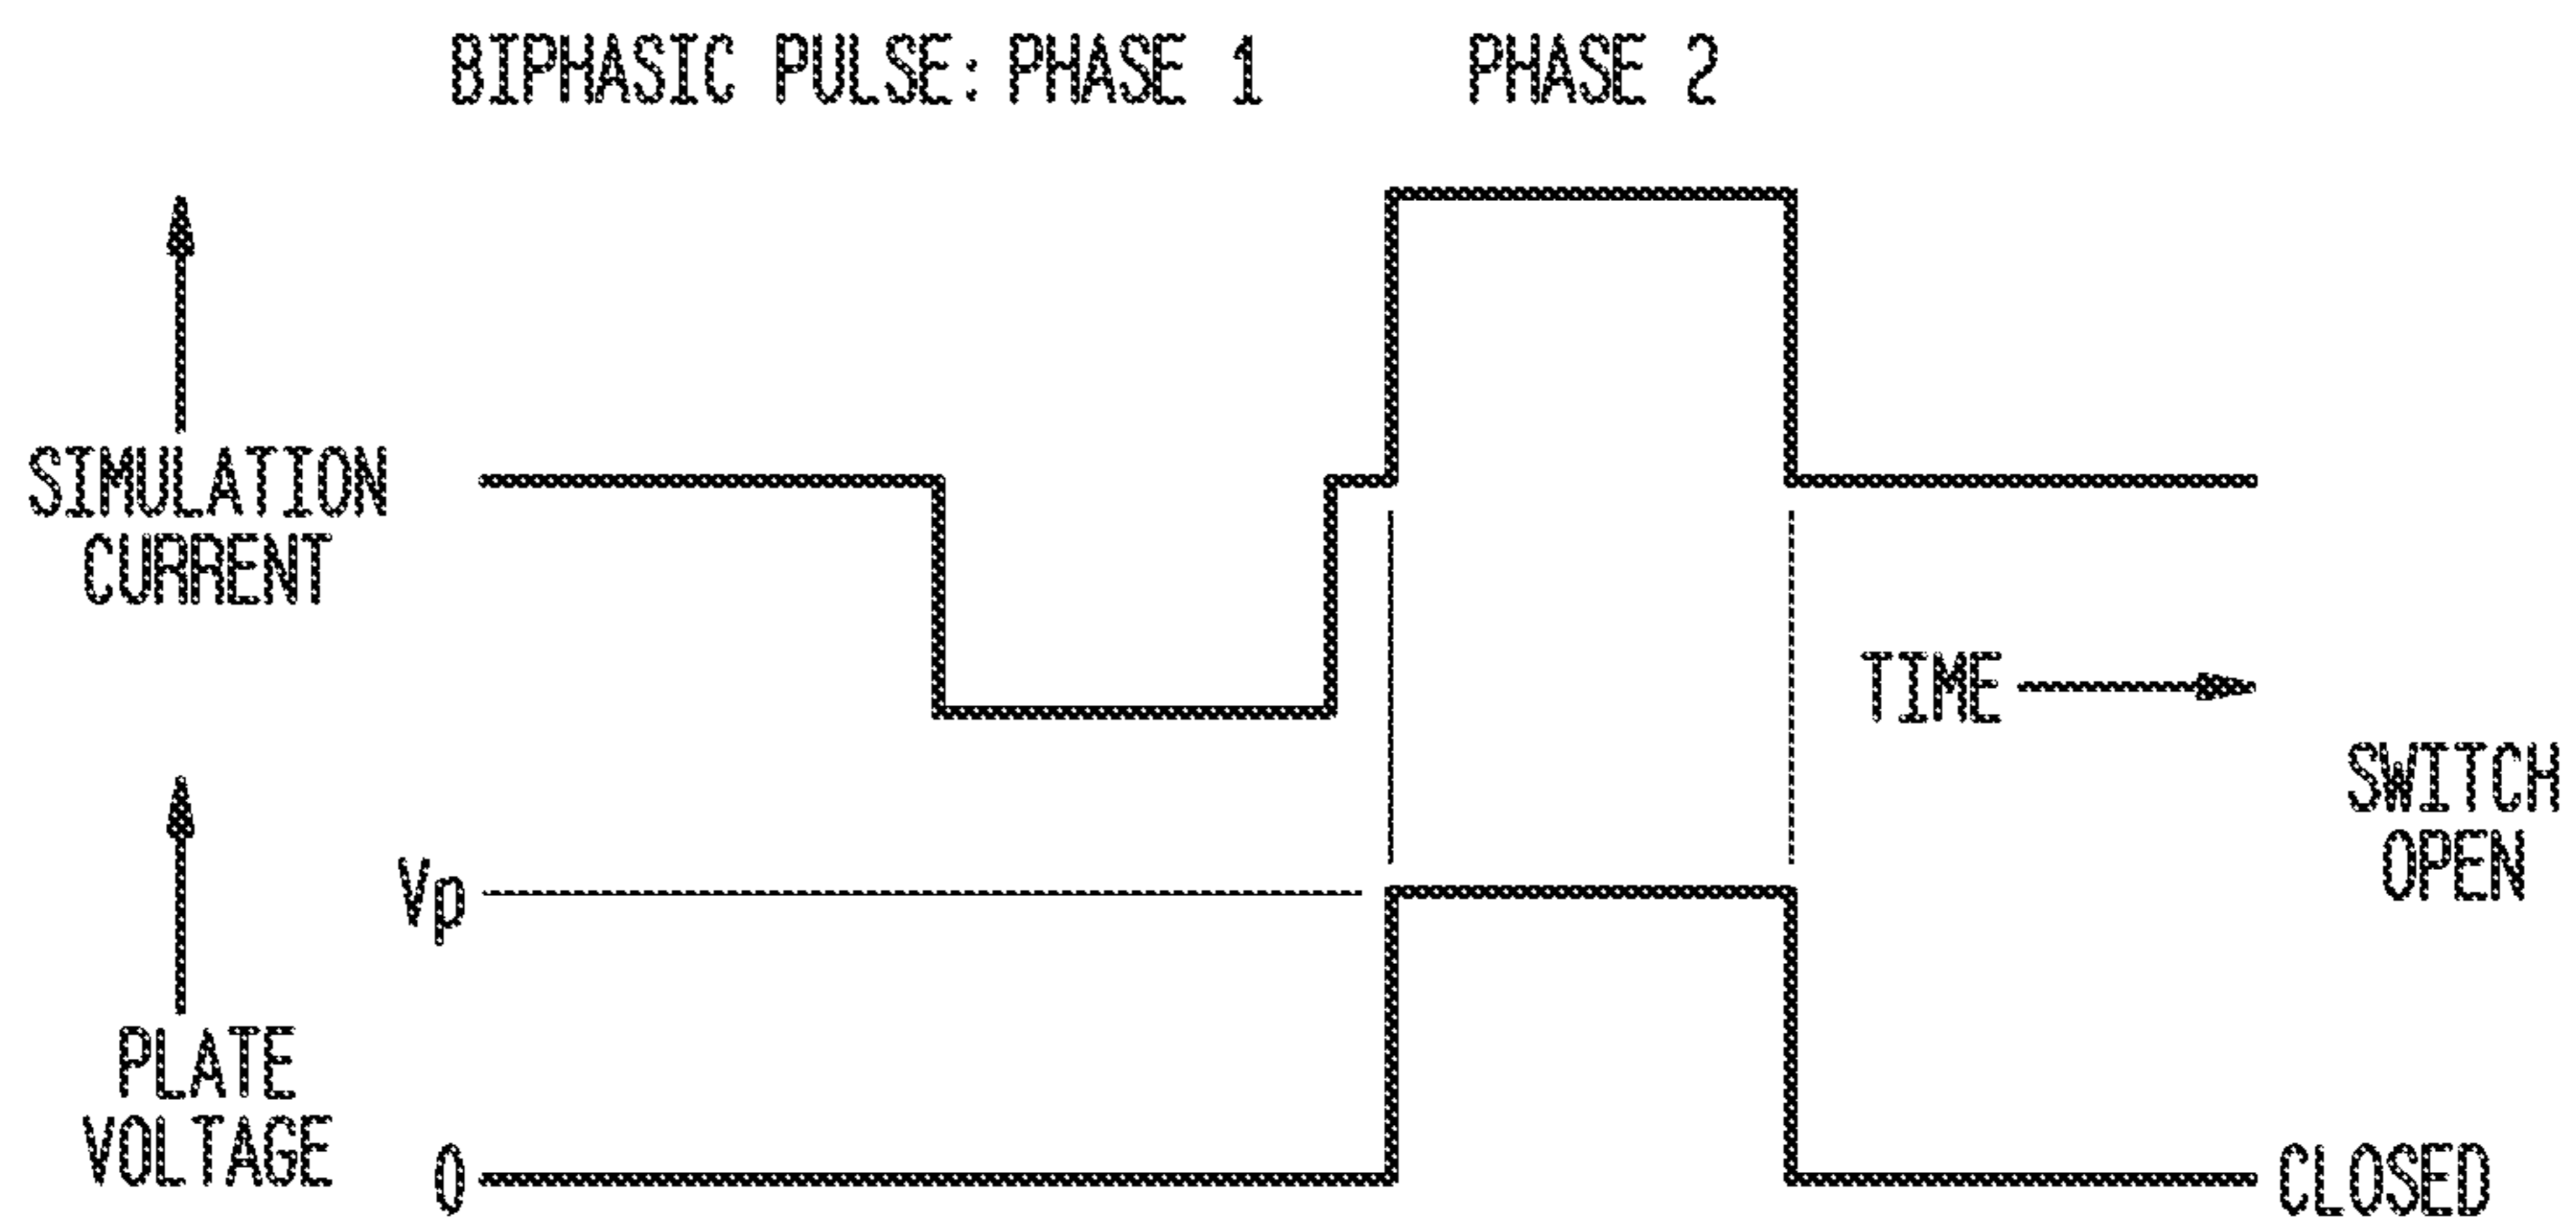 BIPHASIC PULSE: PHASE 1 PHASE 2
SIMULATION
CURRENT
TIME
SWITCH
OPEN
Vp
PLATE
VOLTAGE
0
CLOSED